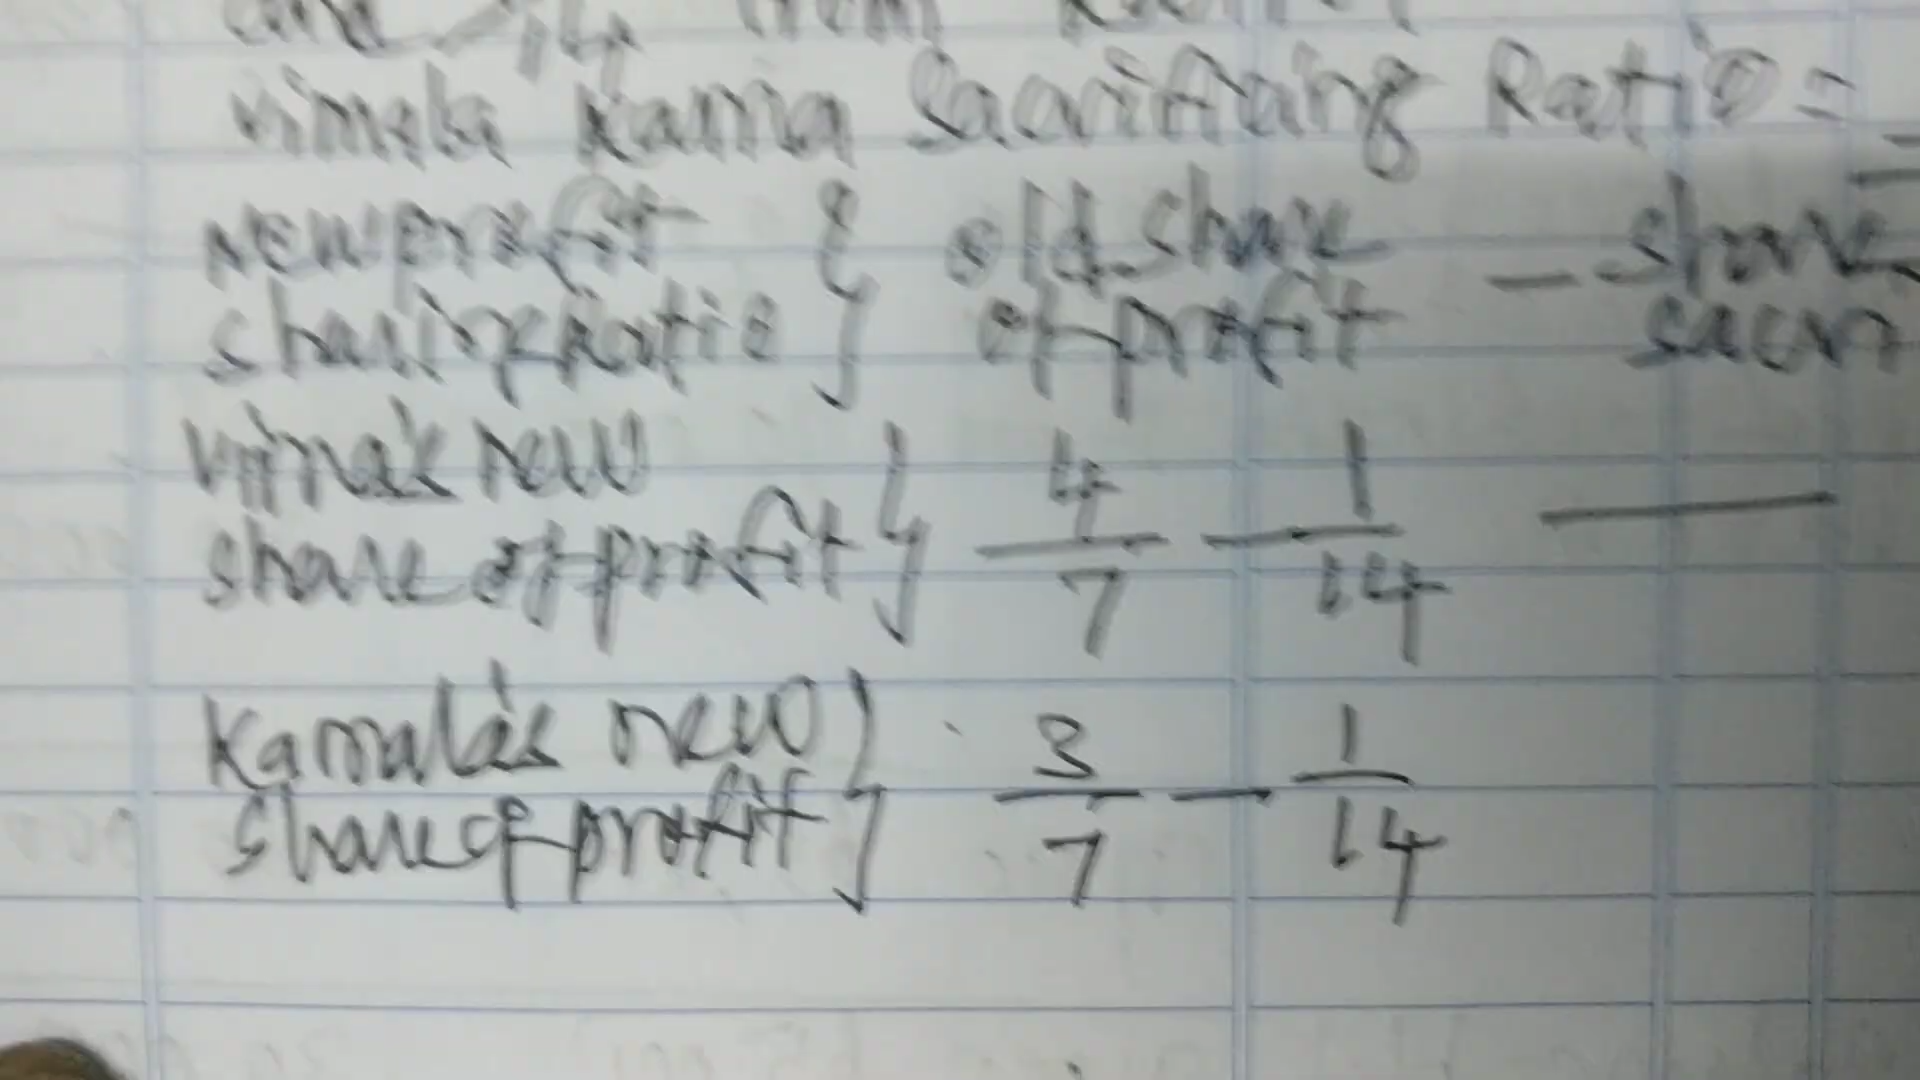 vimala Kamla Sacrificing Ratio =
New profit } old share – share
sharing Ratio } of profit sacri
Vimala's new } 4/7 – 1/14
share of profit
Kamala's new } 3/7 – 1/14
share of profit